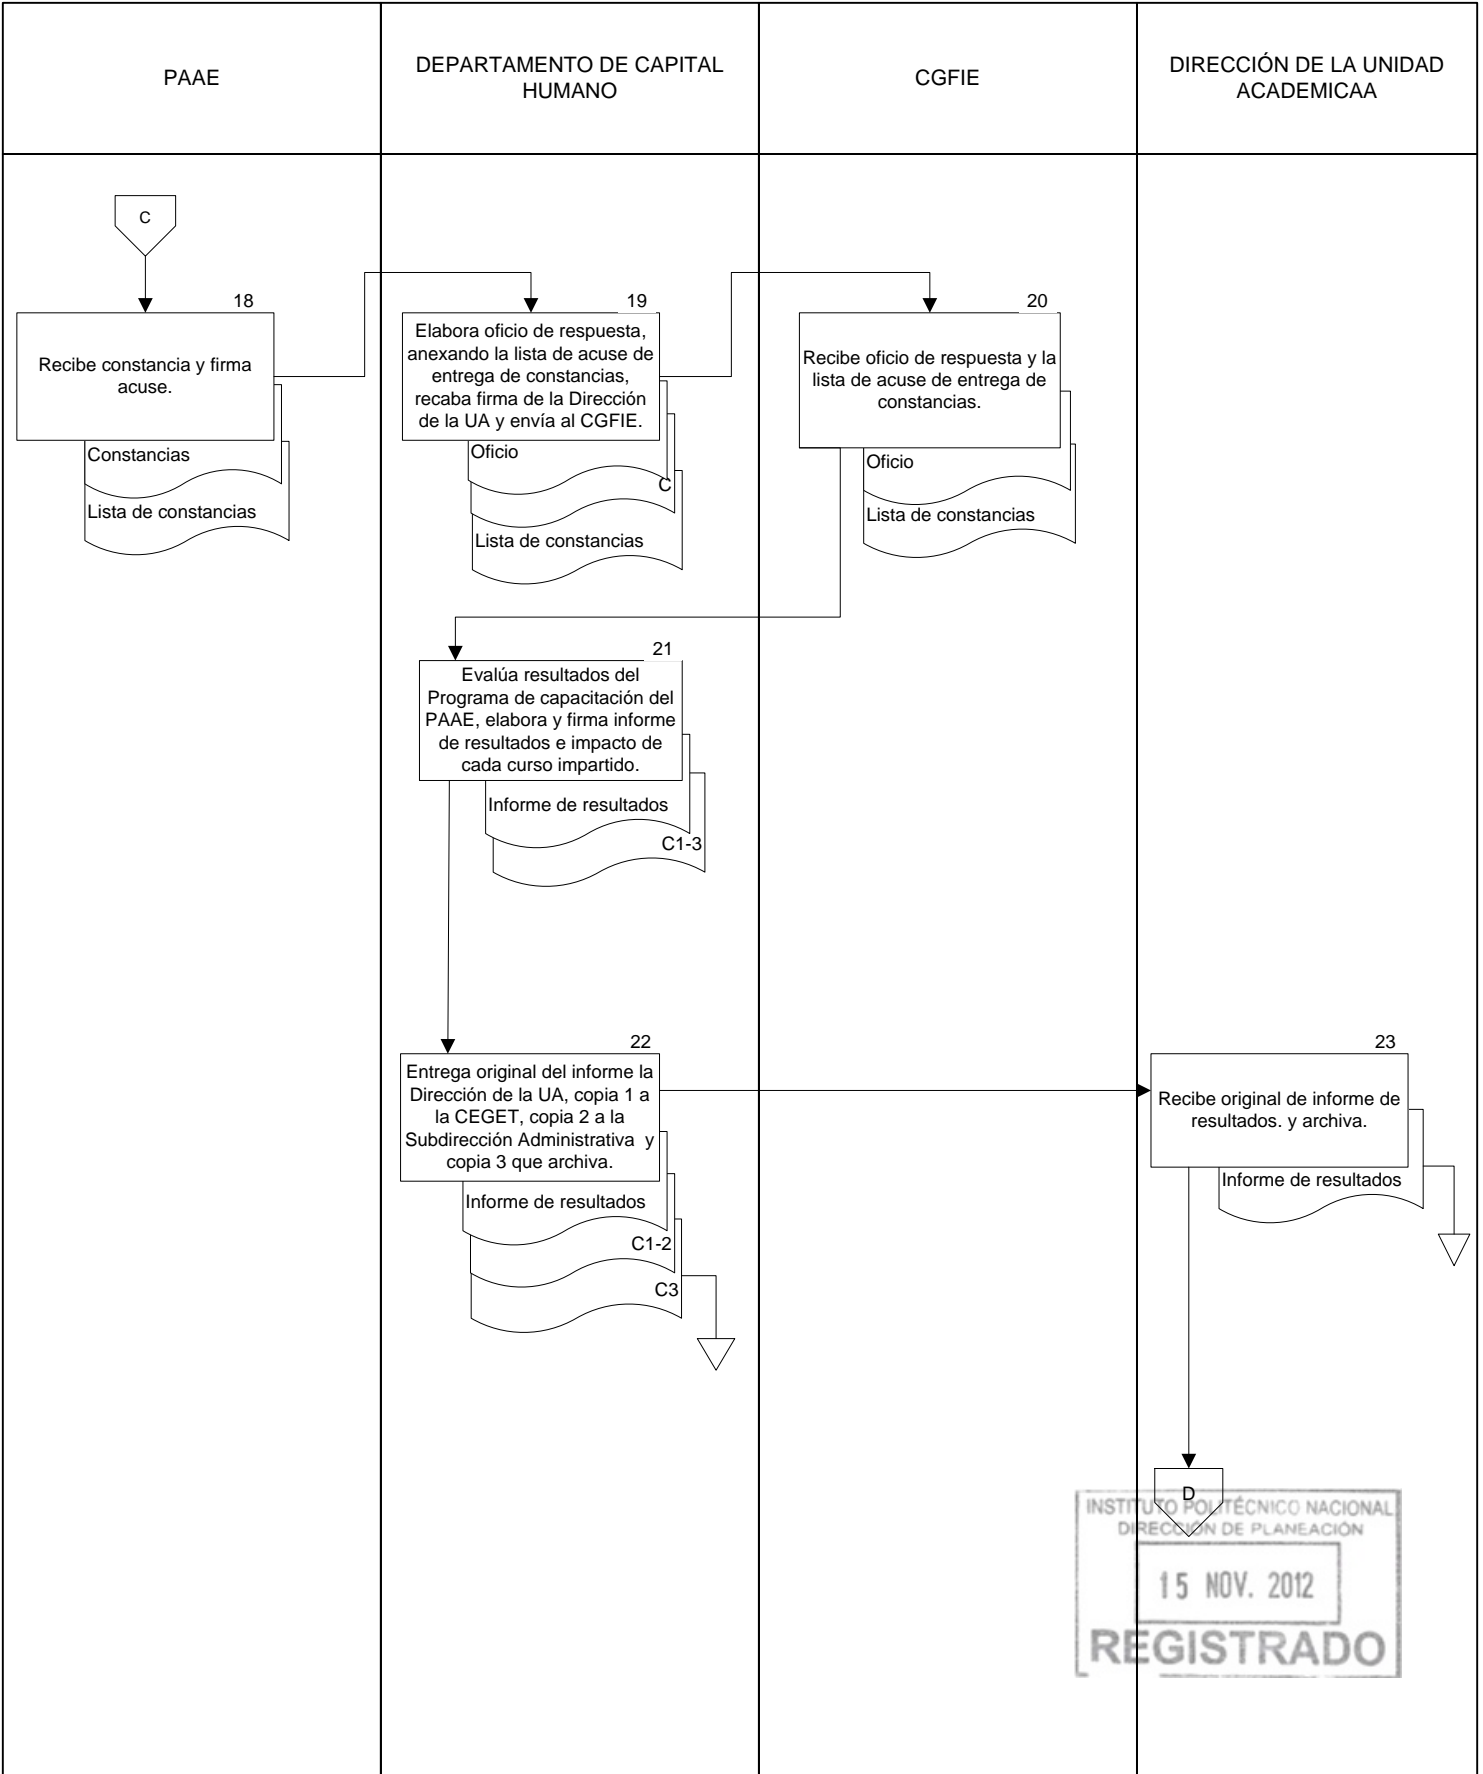 PAAE
DEPARTAMENTO DE CAPITAL
HUMANO
CGFIE
DIRECCIÓN DE LA UNIDAD
ACADEMICAA
C
18
Recibe constancia y firma
acuse.
Constancias
Lista de constancias
19
Elabora oficio de respuesta,
anexando la lista de acuse de
entrega de constancias,
recaba firma de la Dirección
de la UA y envía al CGFIE.
Oficio
C
Lista de constancias
20
Recibe oficio de respuesta y la
lista de acuse de entrega de
constancias.
Oficio
Lista de constancias
21
Evalúa resultados del
Programa de capacitación del
PAAE, elabora y firma informe
de resultados e impacto de
cada curso impartido.
Informe de resultados
C1-3
22
Entrega original del informe la
Dirección de la UA, copia 1 a
la CEGET, copia 2 a la
Subdirección Administrativa y
copia 3 que archiva.
Informe de resultados
C1-2
C3
23
Recibe original de informe de
resultados. y archiva.
Informe de resultados
D
INSTITUTO POLITÉCNICO NACIONAL
DIRECCIÓN DE PLANEACIÓN
15 NOV. 2012
REGISTRADO